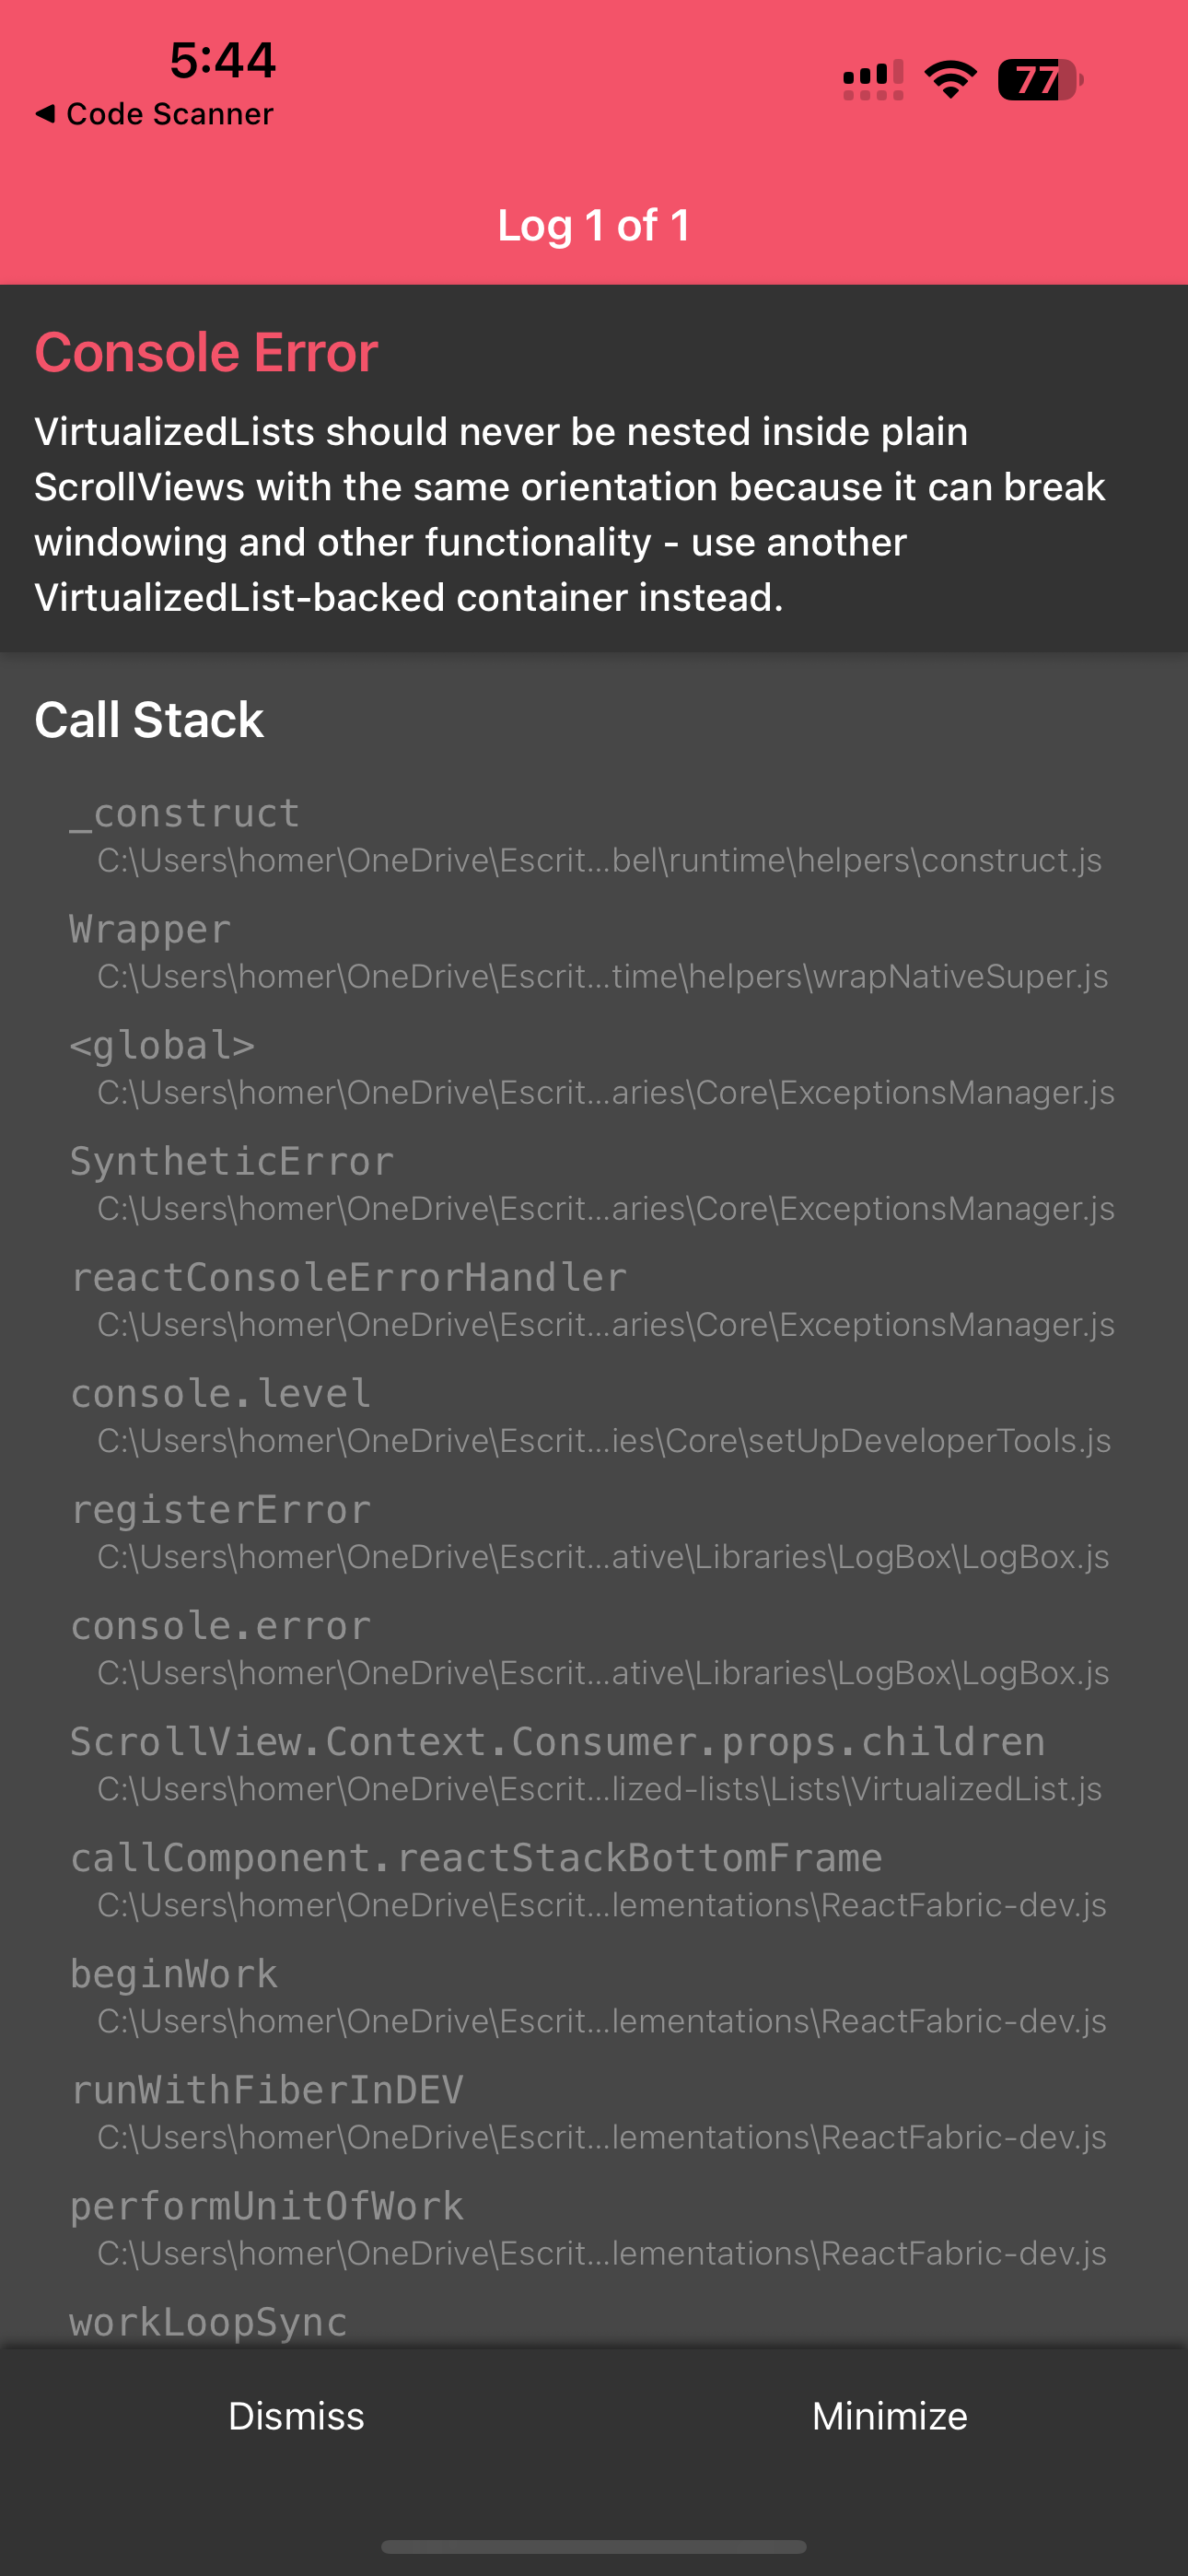 5:44
77
◀ Code Scanner
Log 1 of 1
Console Error
VirtualizedLists should never be nested inside plain
ScrollViews with the same orientation because it can break
windowing and other functionality - use another
VirtualizedList-backed container instead.
Call Stack
_construct
C:\Users\homer\OneDrive\Escrit...bel\runtime\helpers\construct.js
Wrapper
C:\Users\homer\OneDrive\Escrit...time\helpers\wrapNativeSuper.js
<global>
C:\Users\homer\OneDrive\Escrit...aries\Core\ExceptionsManager.js
SyntheticError
C:\Users\homer\OneDrive\Escrit...aries\Core\ExceptionsManager.js
reactConsoleErrorHandler
C:\Users\homer\OneDrive\Escrit...aries\Core\ExceptionsManager.js
console.level
C:\Users\homer\OneDrive\Escrit...ies\Core\setUpDeveloperTools.js
registerError
C:\Users\homer\OneDrive\Escrit...ative\Libraries\LogBox\LogBox.js
console.error
C:\Users\homer\OneDrive\Escrit...ative\Libraries\LogBox\LogBox.js
ScrollView.Context.Consumer.props.children
C:\Users\homer\OneDrive\Escrit...lized-lists\Lists\VirtualizedList.js
callComponent.reactStackBottomFrame
C:\Users\homer\OneDrive\Escrit...lementations\ReactFabric-dev.js
beginWork
C:\Users\homer\OneDrive\Escrit...lementations\ReactFabric-dev.js
runWithFiberInDEV
C:\Users\homer\OneDrive\Escrit...lementations\ReactFabric-dev.js
performUnitOfWork
C:\Users\homer\OneDrive\Escrit...lementations\ReactFabric-dev.js
workLoopSync
Dismiss
Minimize